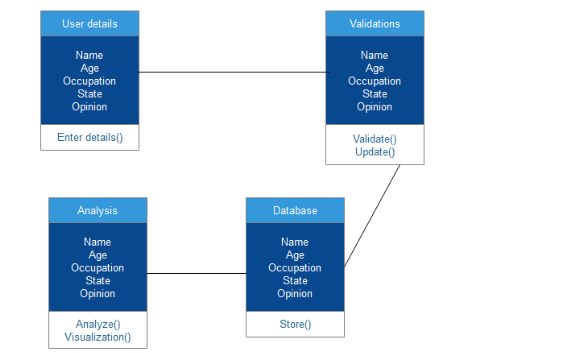 User details
Name
Age
Occupation
State
Opinion
Enter details()
Validations
Name
Age
Occupation
State
Opinion
Validate()
Update()
Analysis
Name
Age
Occupation
State
Opinion
Analyze()
Visualization()
Database
Name
Age
Occupation
State
Opinion
Store()